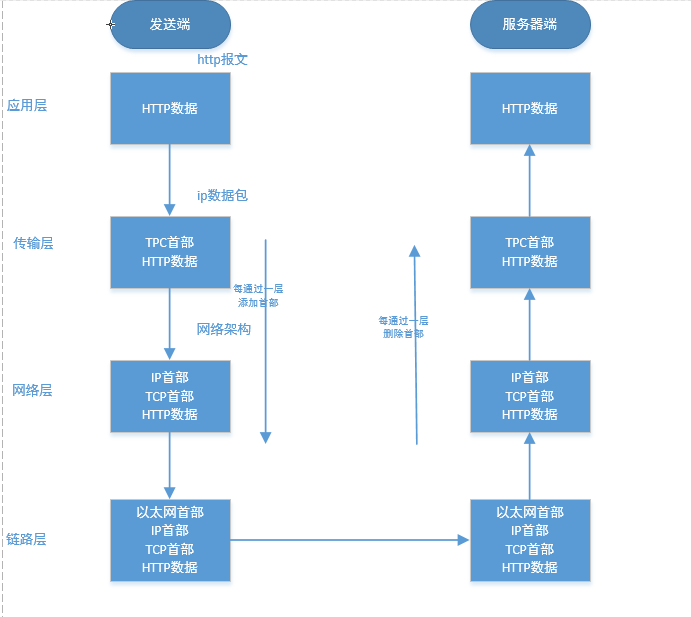 发送端
服务器端
http报文
应用层
HTTP数据
HTTP数据
ip数据包
传输层
TPC首部
HTTP数据
TPC首部
HTTP数据
每通过一层
添加首部
每通过一层
删除首部
网络架构
网络层
IP首部
TCP首部
HTTP数据
IP首部
TCP首部
HTTP数据
链路层
以太网首部
IP首部
TCP首部
HTTP数据
以太网首部
IP首部
TCP首部
HTTP数据